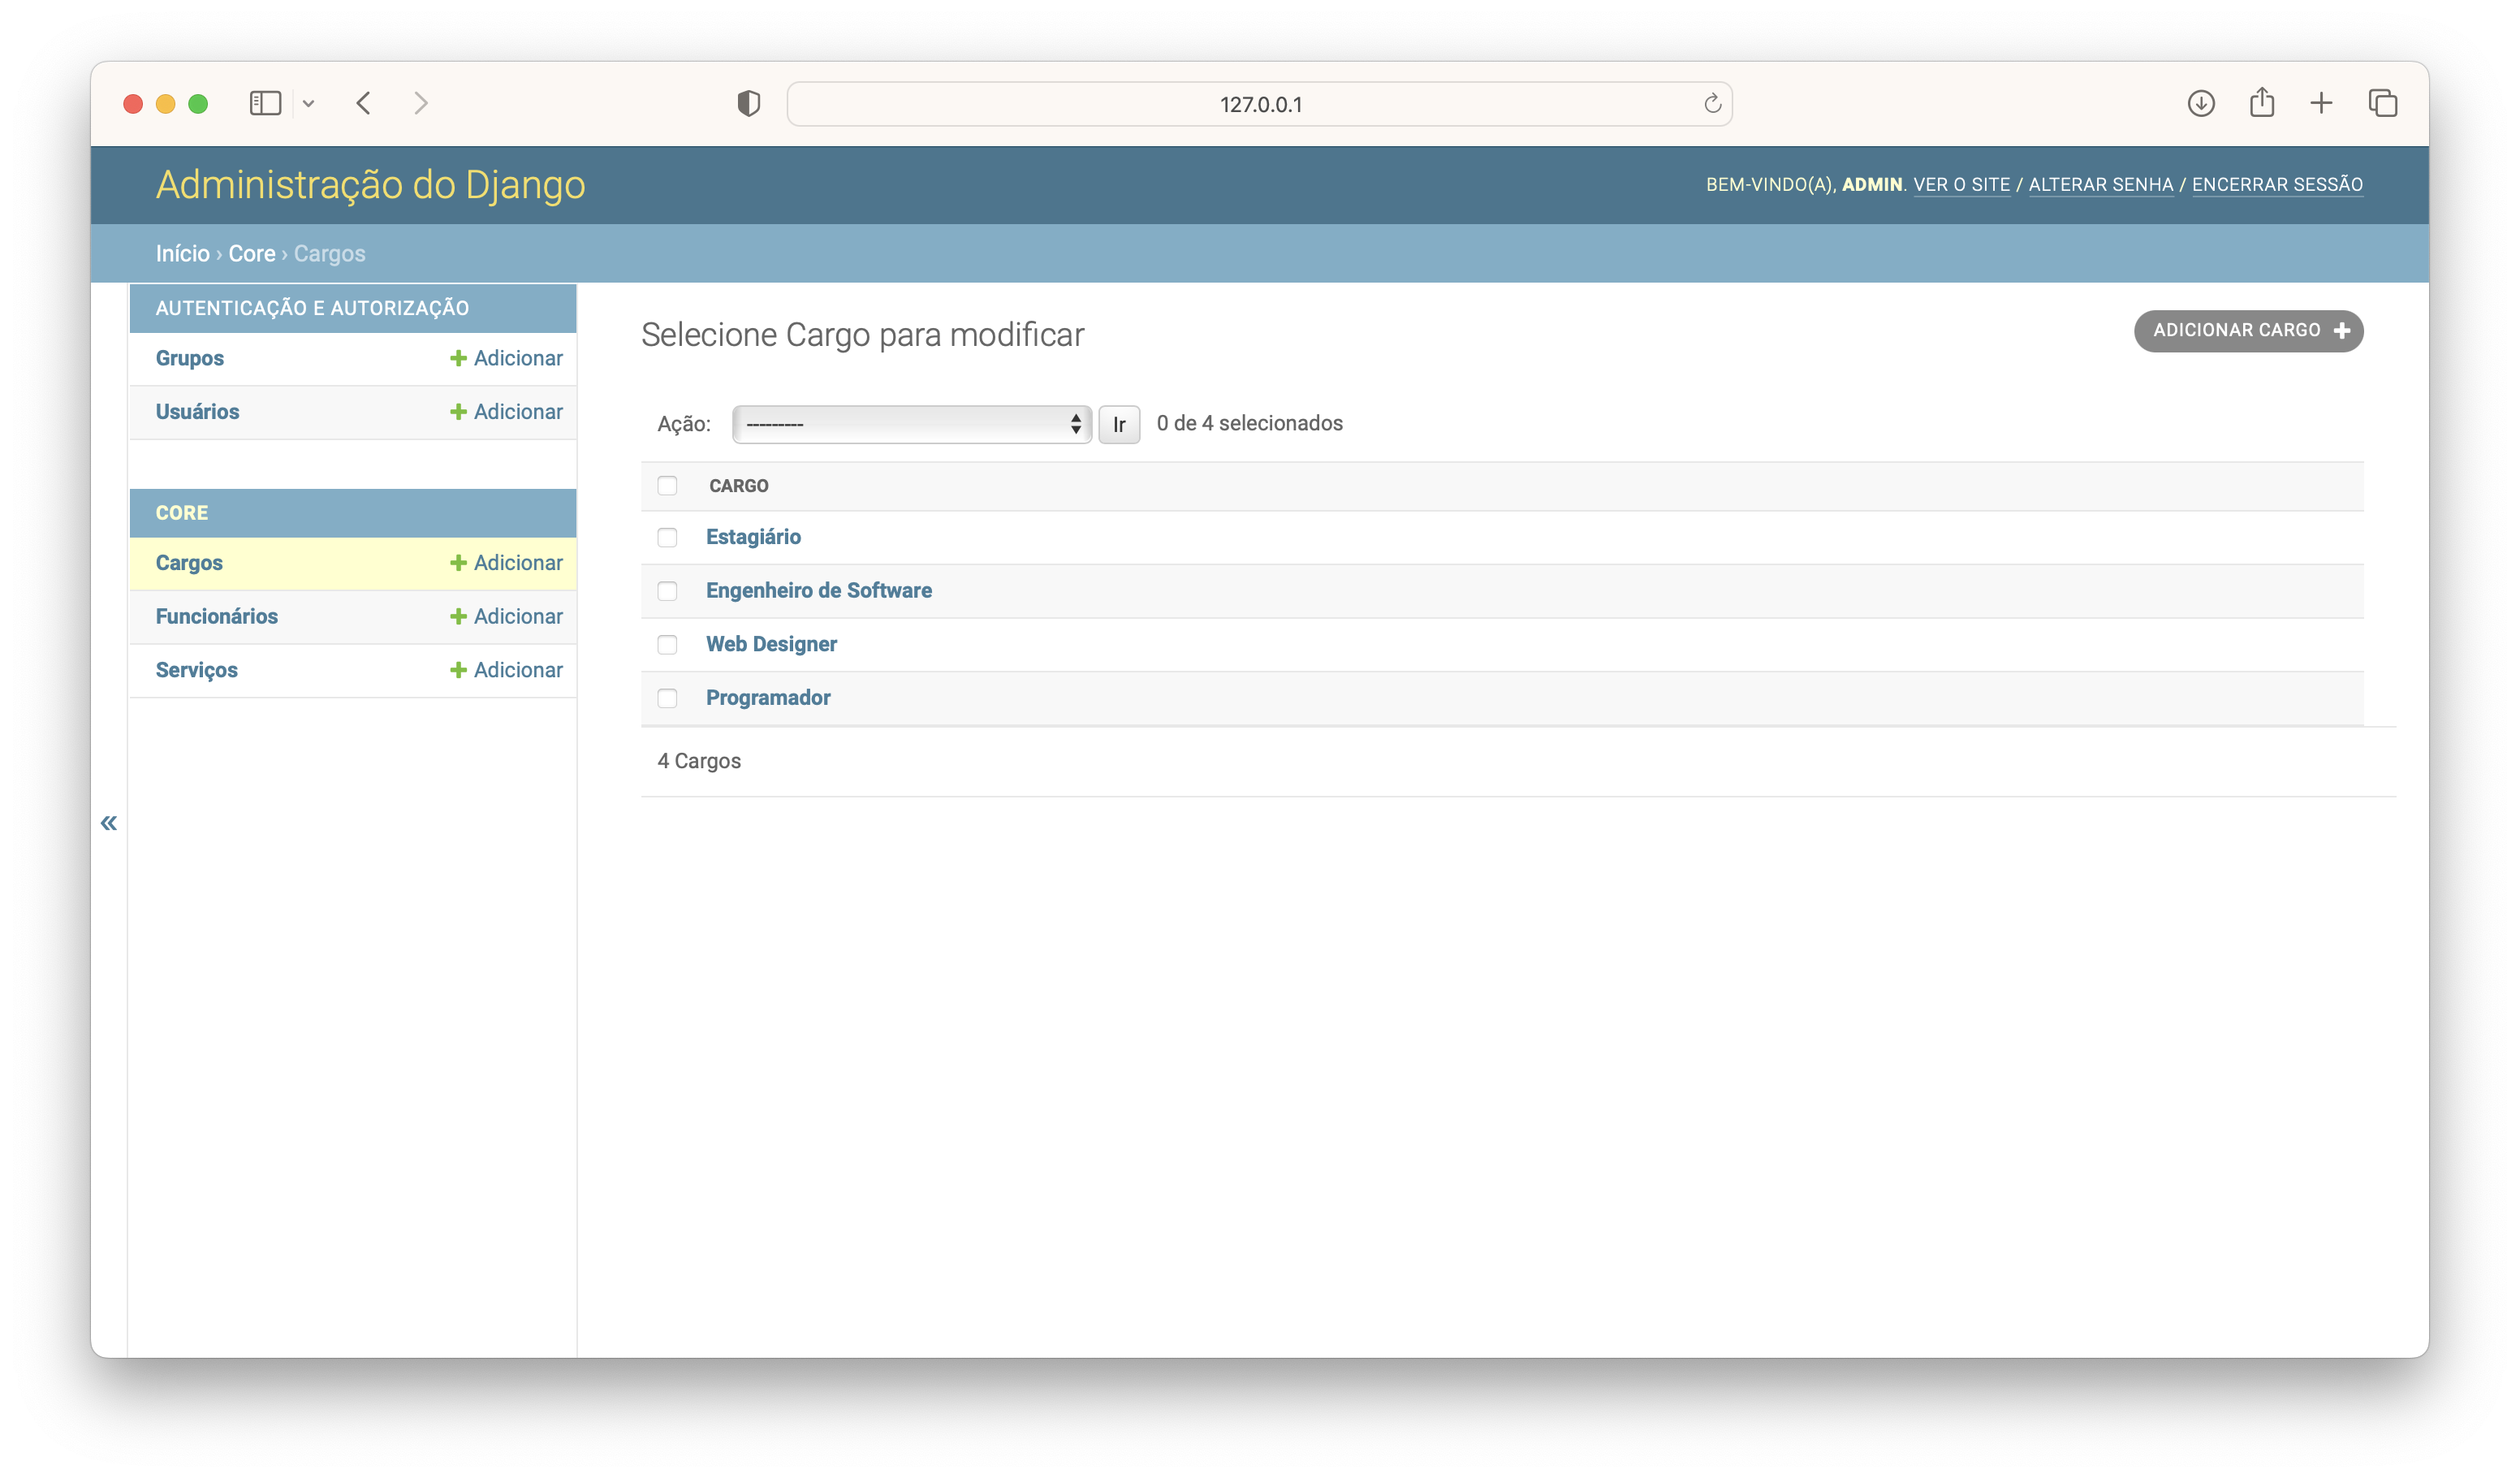 127.0.0.1
Administração do Django
BEM-VINDO(A), ADMIN. VER O SITE / ALTERAR SENHA / ENCERRAR SESSÃO
Início › Core › Cargos
AUTENTICAÇÃO E AUTORIZAÇÃO
Grupos Adicionar
Usuários Adicionar
CORE
Cargos Adicionar
Funcionários Adicionar
Serviços Adicionar
«
Selecione Cargo para modificar
ADICIONAR CARGO
Ação: --------- Ir 0 de 4 selecionados
CARGO
Estagiário
Engenheiro de Software
Web Designer
Programador
4 Cargos